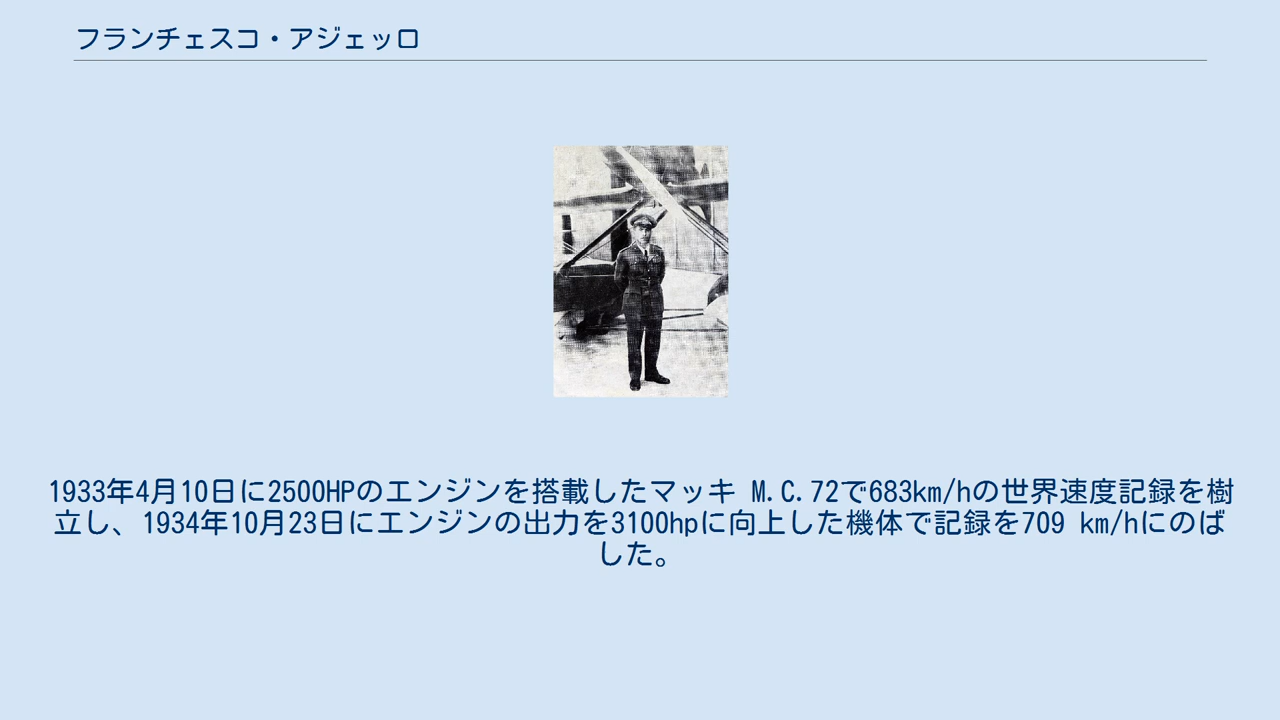 フランチェスコ・アジェッロ
1933年4月10日に2500HPのエンジンを搭載したマッキ M.C.72で683km/hの世界速度記録を樹
立し、1934年10月23日にエンジンの出力を3100hpに向上した機体で記録を709 km/hにのば
した。